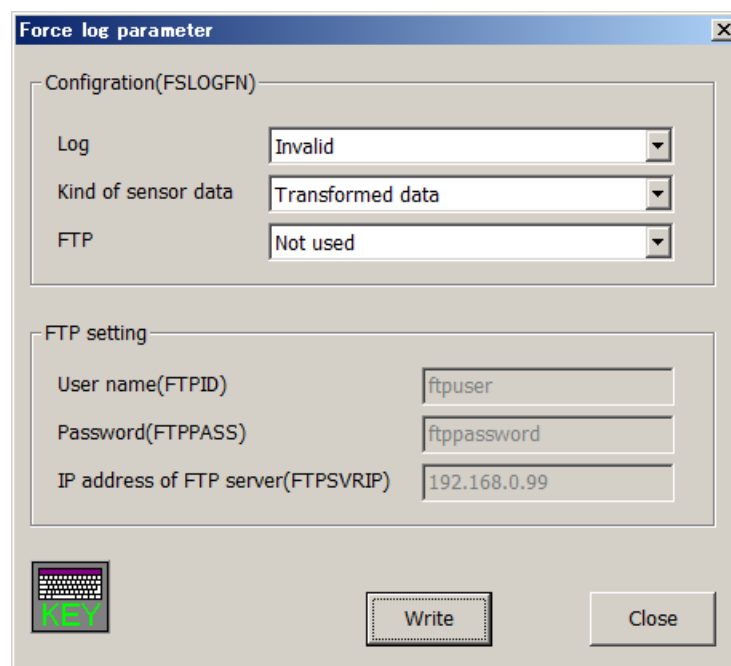 Force log parameter
Configration(FSLOGFN)
Log Invalid
Kind of sensor data Transformed data
FTP Not used
FTP setting
User name(FTPID) ftpuser
Password(FTPPASS) ftppassword
IP address of FTP server(FTPSVRIP) 192.168.0.99
KEY
Write Close